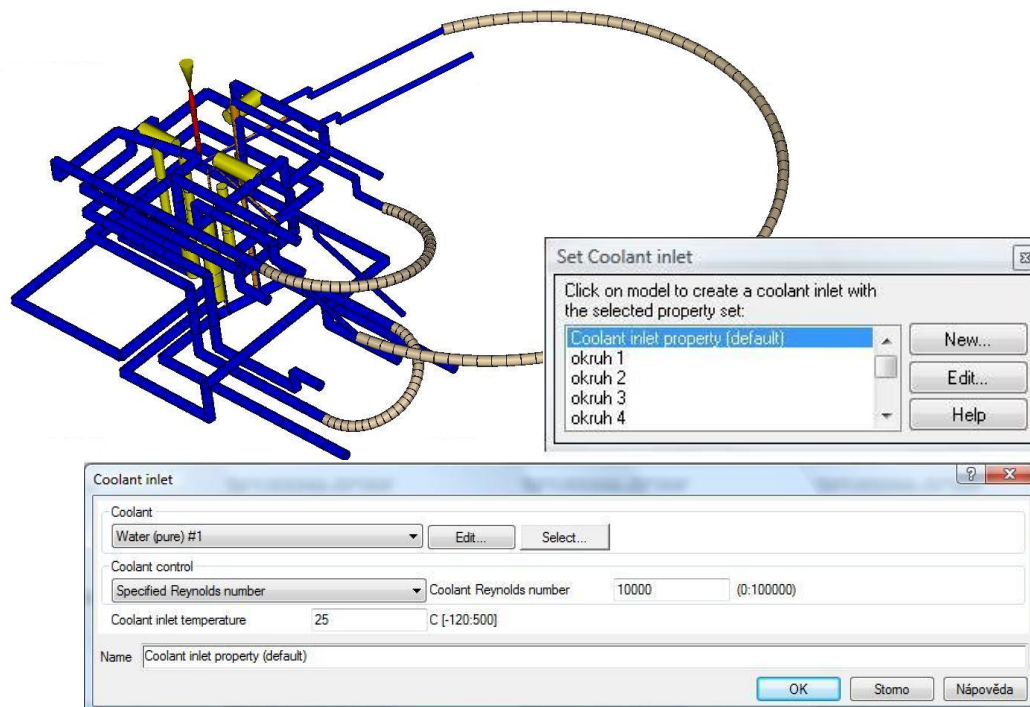 Set Coolant inlet
Click on model to create a coolant inlet with
the selected property set:
Coolant inlet property (default)
okruh 1
okruh 2
okruh 3
okruh 4
New...
Edit...
Help
Coolant inlet
Coolant
Water (pure) #1 Edit... Select...
Coolant control
Specified Reynolds number Coolant Reynolds number 10000 (0:100000)
Coolant inlet temperature 25 C [-120:500]
Name Coolant inlet property (default)
OK Storno Nápověda